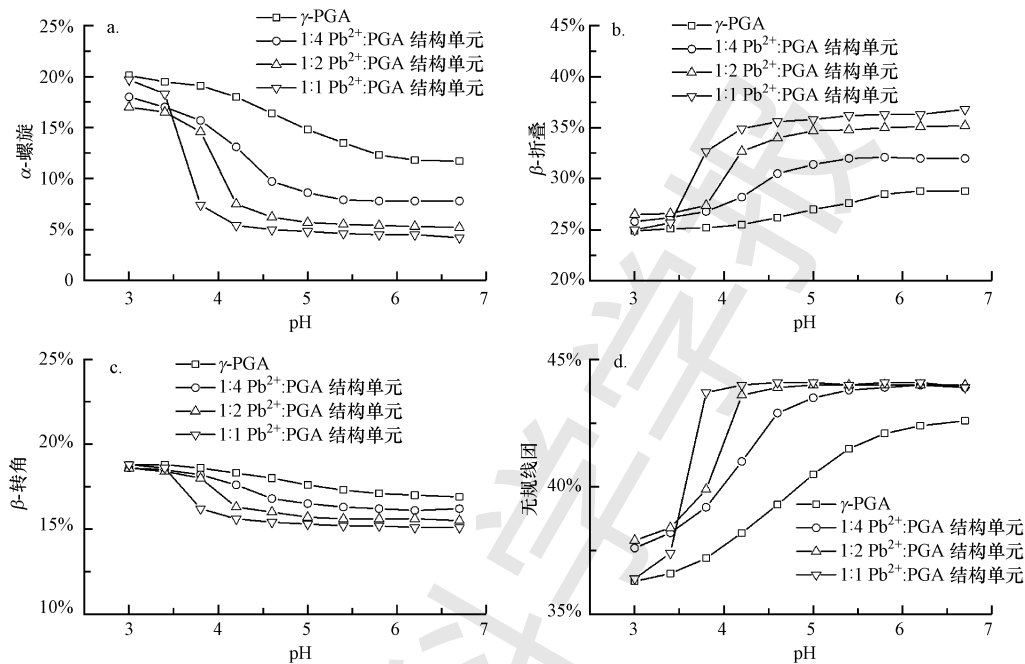 a.
γ-PGA
1∶4 Pb²⁺:PGA 结构单元
1∶2 Pb²⁺:PGA 结构单元
1∶1 Pb²⁺:PGA 结构单元
25%
20%
15%
10%
5%
0
α-螺旋
3 4 5 6 7
pH
b.
γ-PGA
1∶4 Pb²⁺:PGA 结构单元
1∶2 Pb²⁺:PGA 结构单元
1∶1 Pb²⁺:PGA 结构单元
45%
40%
35%
30%
25%
20%
β-折叠
3 4 5 6 7
pH
c.
γ-PGA
1∶4 Pb²⁺:PGA 结构单元
1∶2 Pb²⁺:PGA 结构单元
1∶1 Pb²⁺:PGA 结构单元
25%
20%
15%
10%
β-转角
3 4 5 6 7
pH
d.
45%
40%
35%
无规线团
γ-PGA
1∶4 Pb²⁺:PGA 结构单元
1∶2 Pb²⁺:PGA 结构单元
1∶1 Pb²⁺:PGA 结构单元
3 4 5 6 7
pH
科学学报